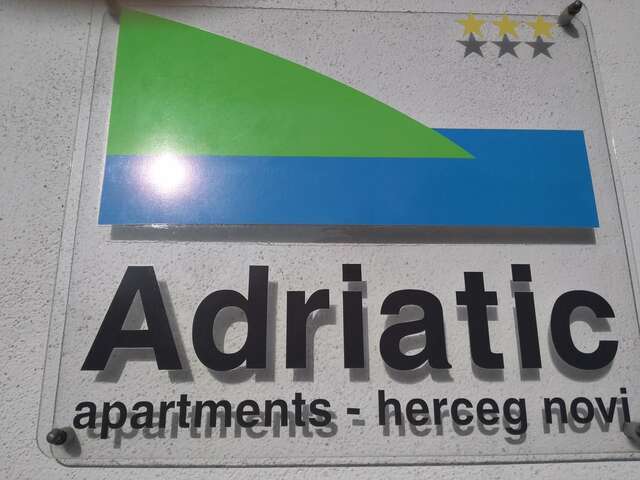 Adriatic
apartments - herceg novi